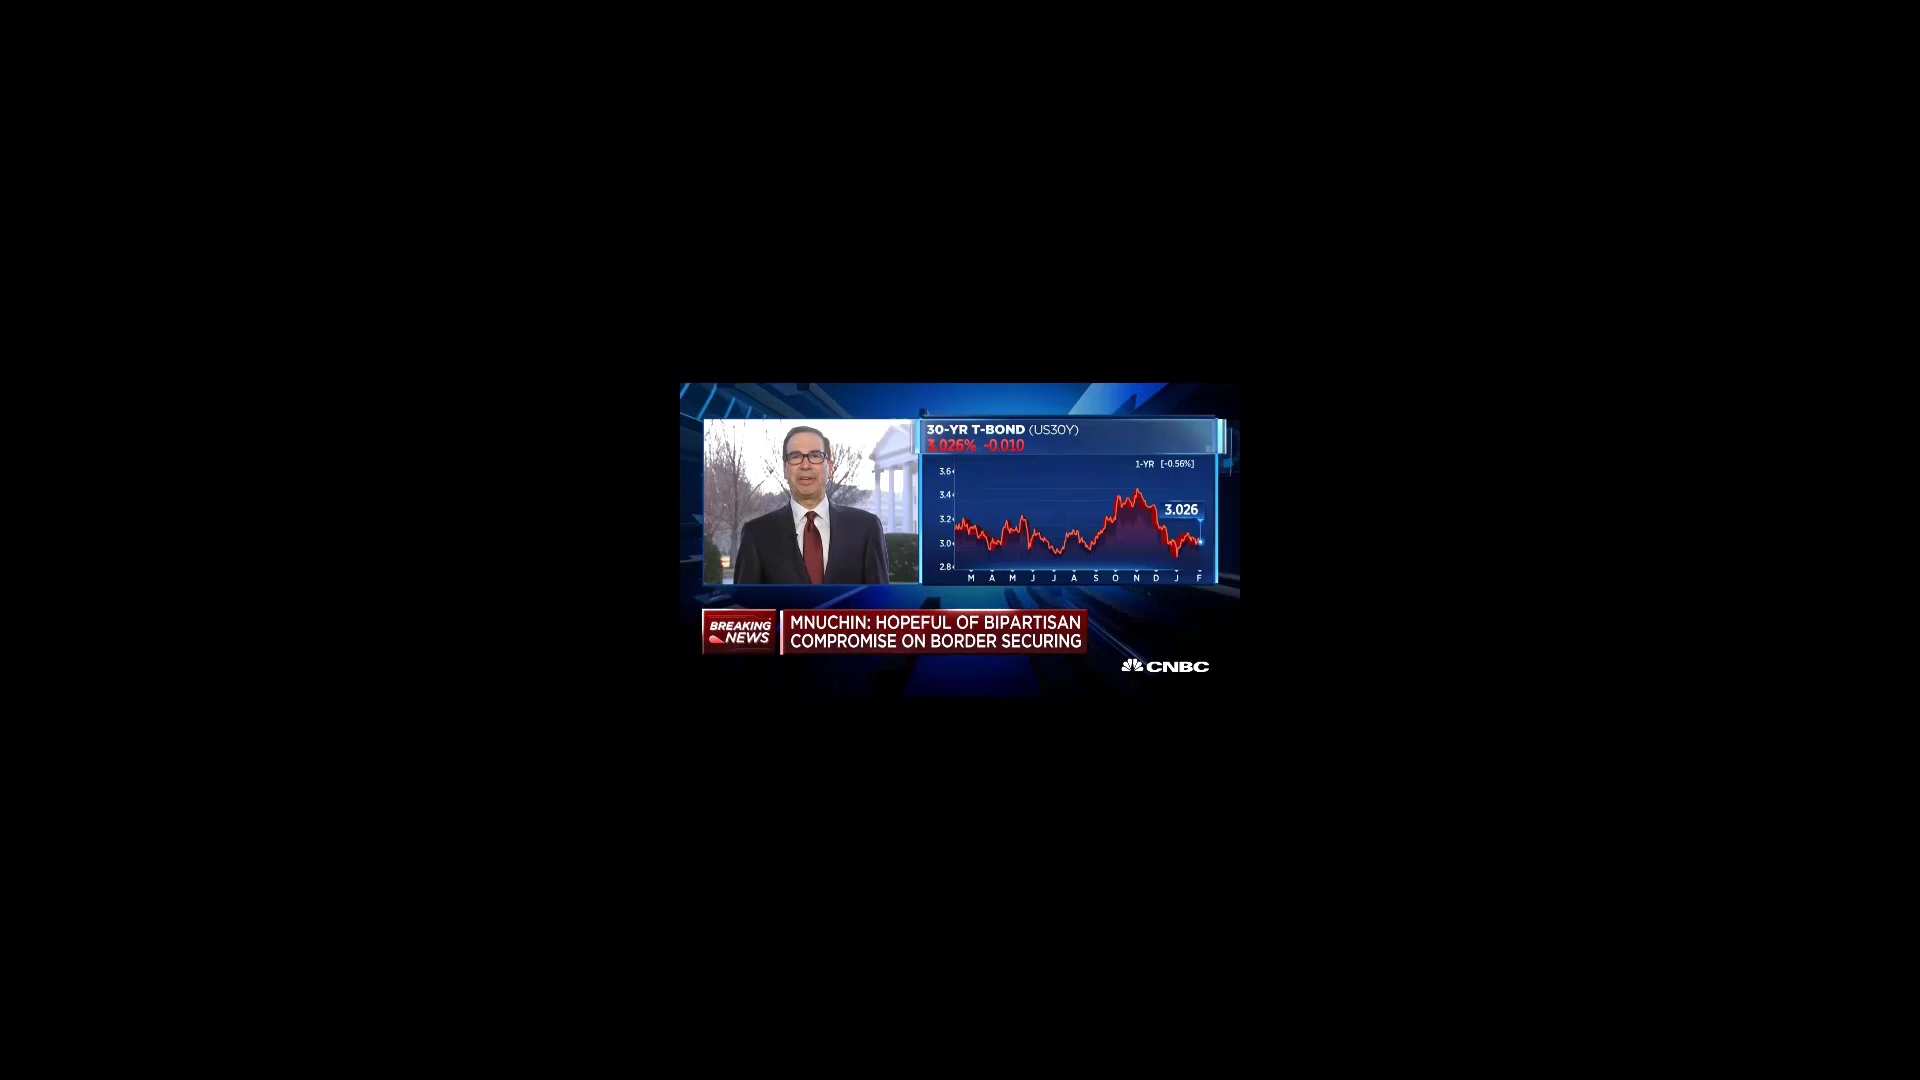 30-YR T-BOND (US30Y)
3.026% -0.010
1-YR [-0.56%]
3.6
3.4
3.2
3.0
2.8
3.026
M A M J J A S O N D J F
BREAKING
NEWS
MNUCHIN: HOPEFUL OF BIPARTISAN
COMPROMISE ON BORDER SECURING
CNBC